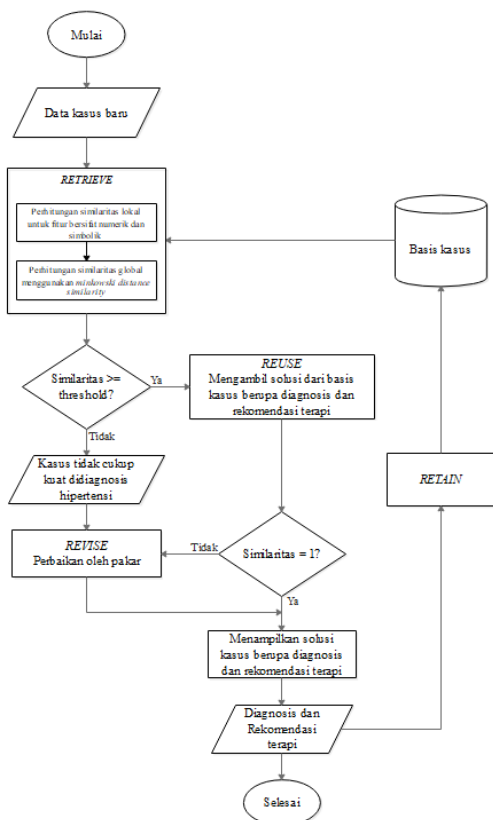 Mulai
Data kasus baru
RETRIEVE
Perhitungan similaritas lokal
untuk fitur bersifat numerik dan
simbolik
Perhitungan similaritas global
menggunakan minkowski distance
similarity
Basis kasus
Similaritas >=
threshold?
Ya
REUSE
Mengambil solusi dari basis
kasus berupa diagnosis dan
rekomendasi terapi
Tidak
Kasus tidak cukup
kuat didiagnosis
hipertensi
RETAIN
REVISE
Perbaikan oleh pakar
Tidak
Similaritas = 1?
Ya
Menampilkan solusi
kasus berupa diagnosis
dan rekomendasi terapi
Diagnosis dan
Rekomendasi
terapi
Selesai